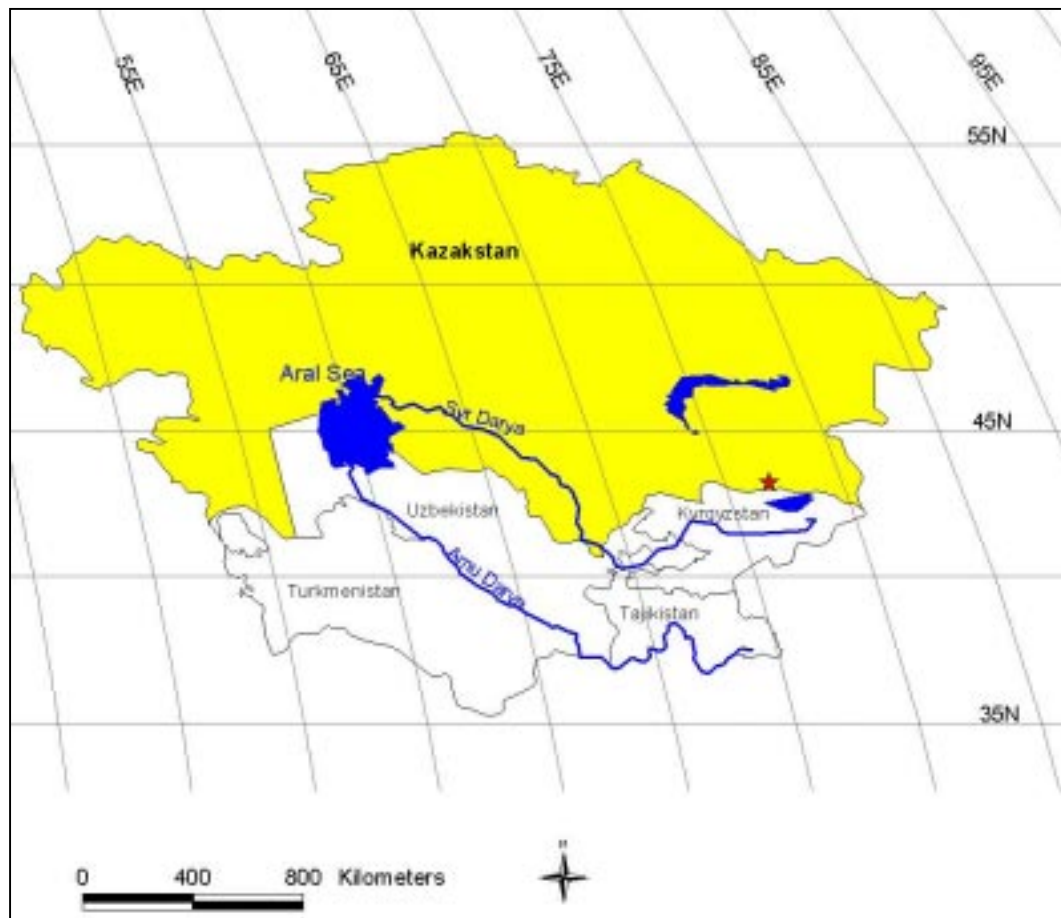 55E
65E
75E
85E
95E
55N
Kazakstan
Aral Sea
Syr Darya
45N
Uzbekistan
Kyrgyzstan
Amu Darya
Turkmenistan
Tajikistan
35N
N
0 400 800 Kilometers